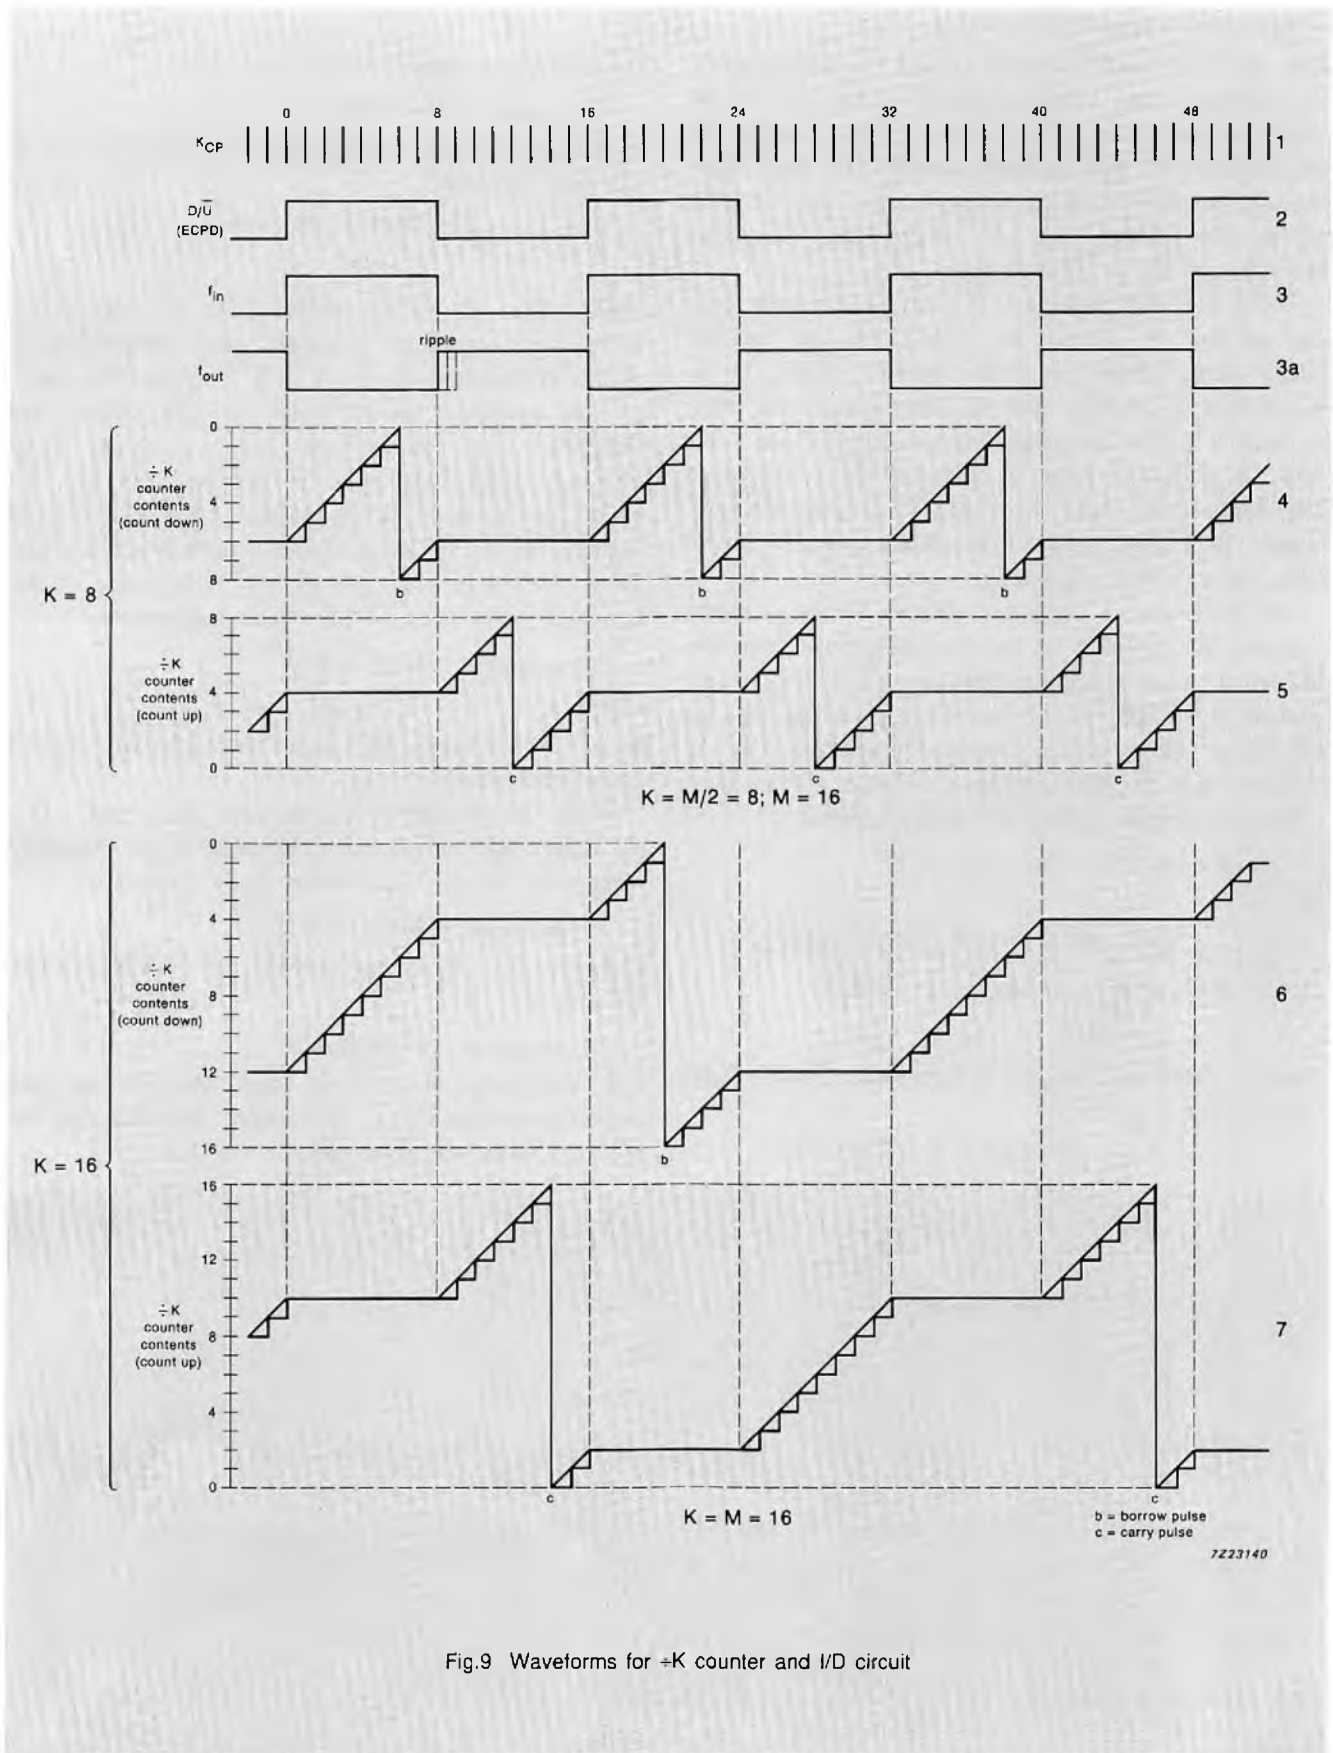 0 8 16 24 32 40 48
KCP 1
D/U̅
(ECPD) 2
fin 3
ripple
fout 3a
0
÷ K
counter
contents
(count down)
4
8
4
b b b
K = 8
8
÷K
counter
contents
(count up)
4
0
5
c c c
K = M/2 = 8; M = 16
0
4
÷ K
counter
contents
(count down)
8
12
16
6
b
K = 16
16
12
÷K
counter
contents
(count up)
8
4
0
7
c c
K = M = 16
b = borrow pulse
c = carry pulse
7Z23140
Fig.9 Waveforms for ÷K counter and I/D circuit